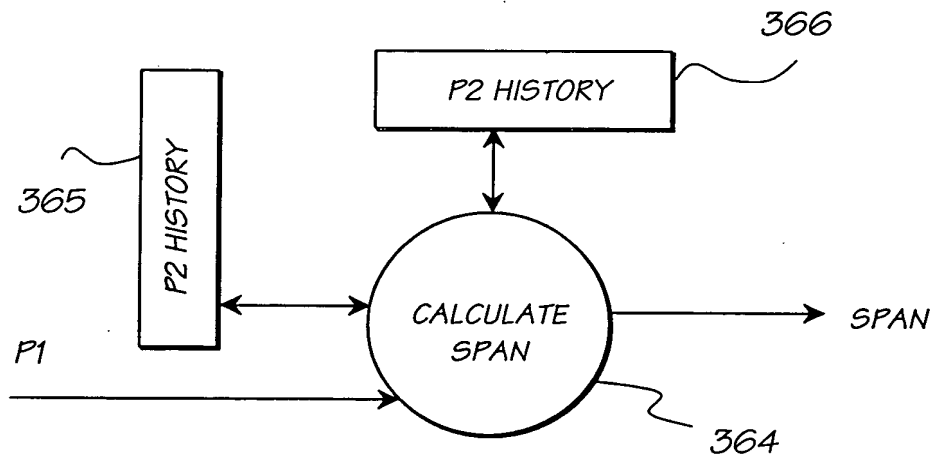 366
P2 HISTORY
P2 HISTORY
365
CALCULATE
SPAN
SPAN
P1
364